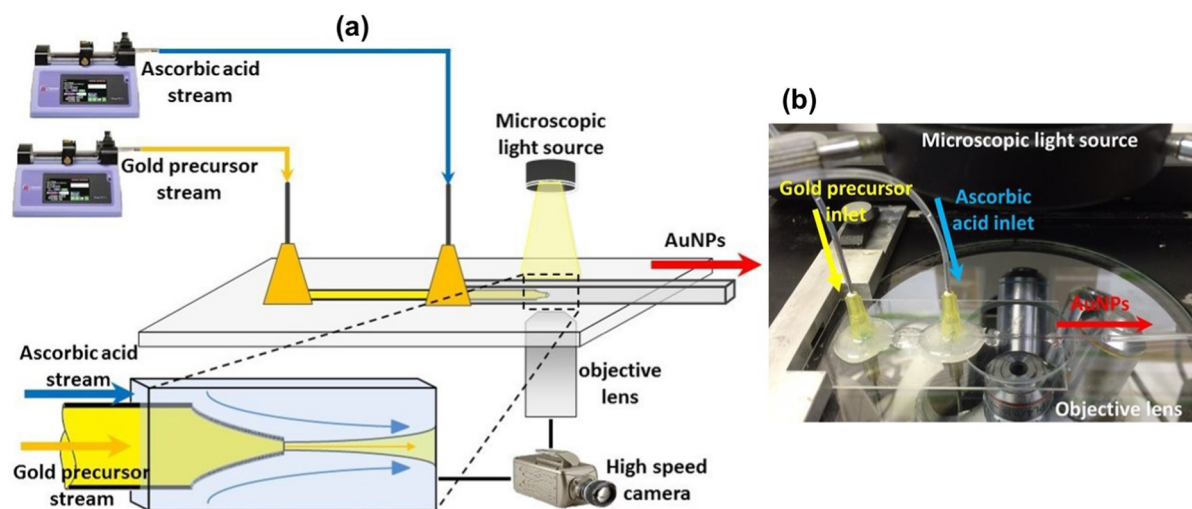 (a)
Ascorbic acid
stream
Gold precursor
stream
Microscopic
light source
AuNPs
Ascorbic acid
stream
Gold precursor
stream
objective
lens
High speed
camera
(b)
Microscopic light source
Gold precursor
inlet
Ascorbic
acid inlet
AuNPs
Objective lens